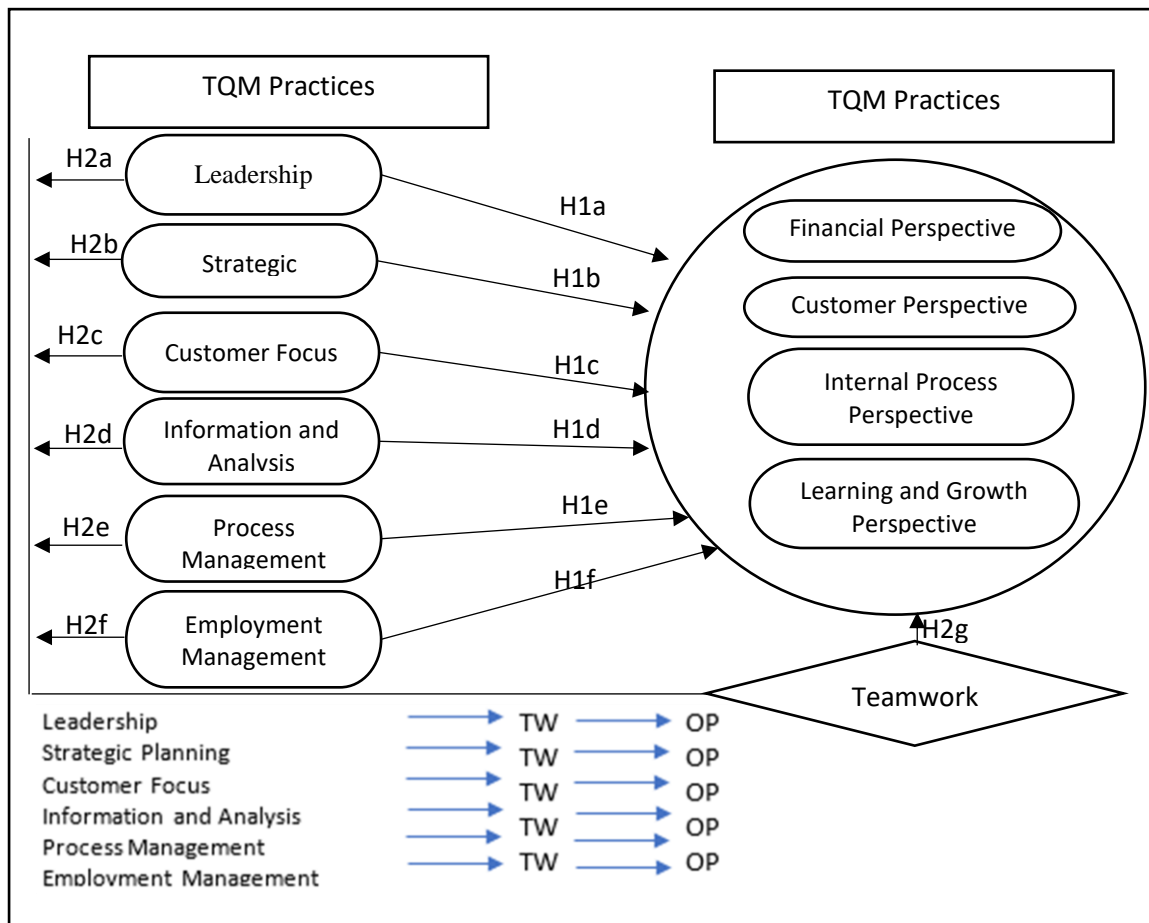 TQM Practices
TQM Practices
H2a
Leadership
H1a
Financial Perspective
H2b
Strategic
H1b
Customer Perspective
H2c
Customer Focus
H1c
Internal Process
Perspective
H2d
Information and
Analysis
H1d
Learning and Growth
Perspective
H2e
Process
Management
H1e
H2f
Employment
Management
H1f
H2g
Teamwork
Leadership
TW
OP
Strategic Planning
TW
OP
Customer Focus
TW
OP
Information and Analysis
TW
OP
Process Management
TW
OP
Employment Management